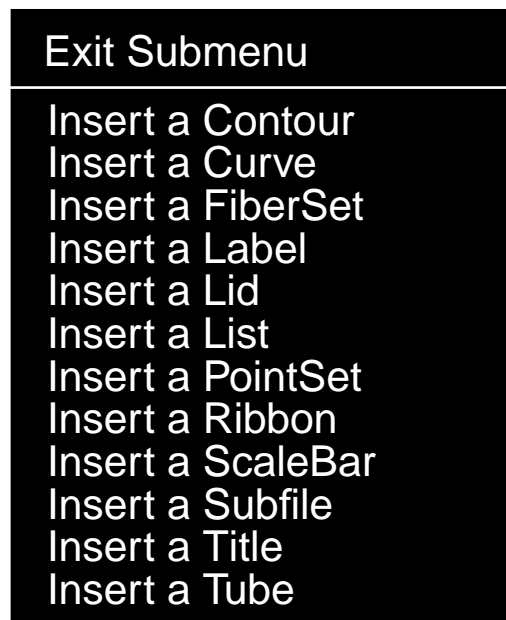 Exit Submenu
Insert a Contour
Insert a Curve
Insert a FiberSet
Insert a Label
Insert a Lid
Insert a List
Insert a PointSet
Insert a Ribbon
Insert a ScaleBar
Insert a Subfile
Insert a Title
Insert a Tube